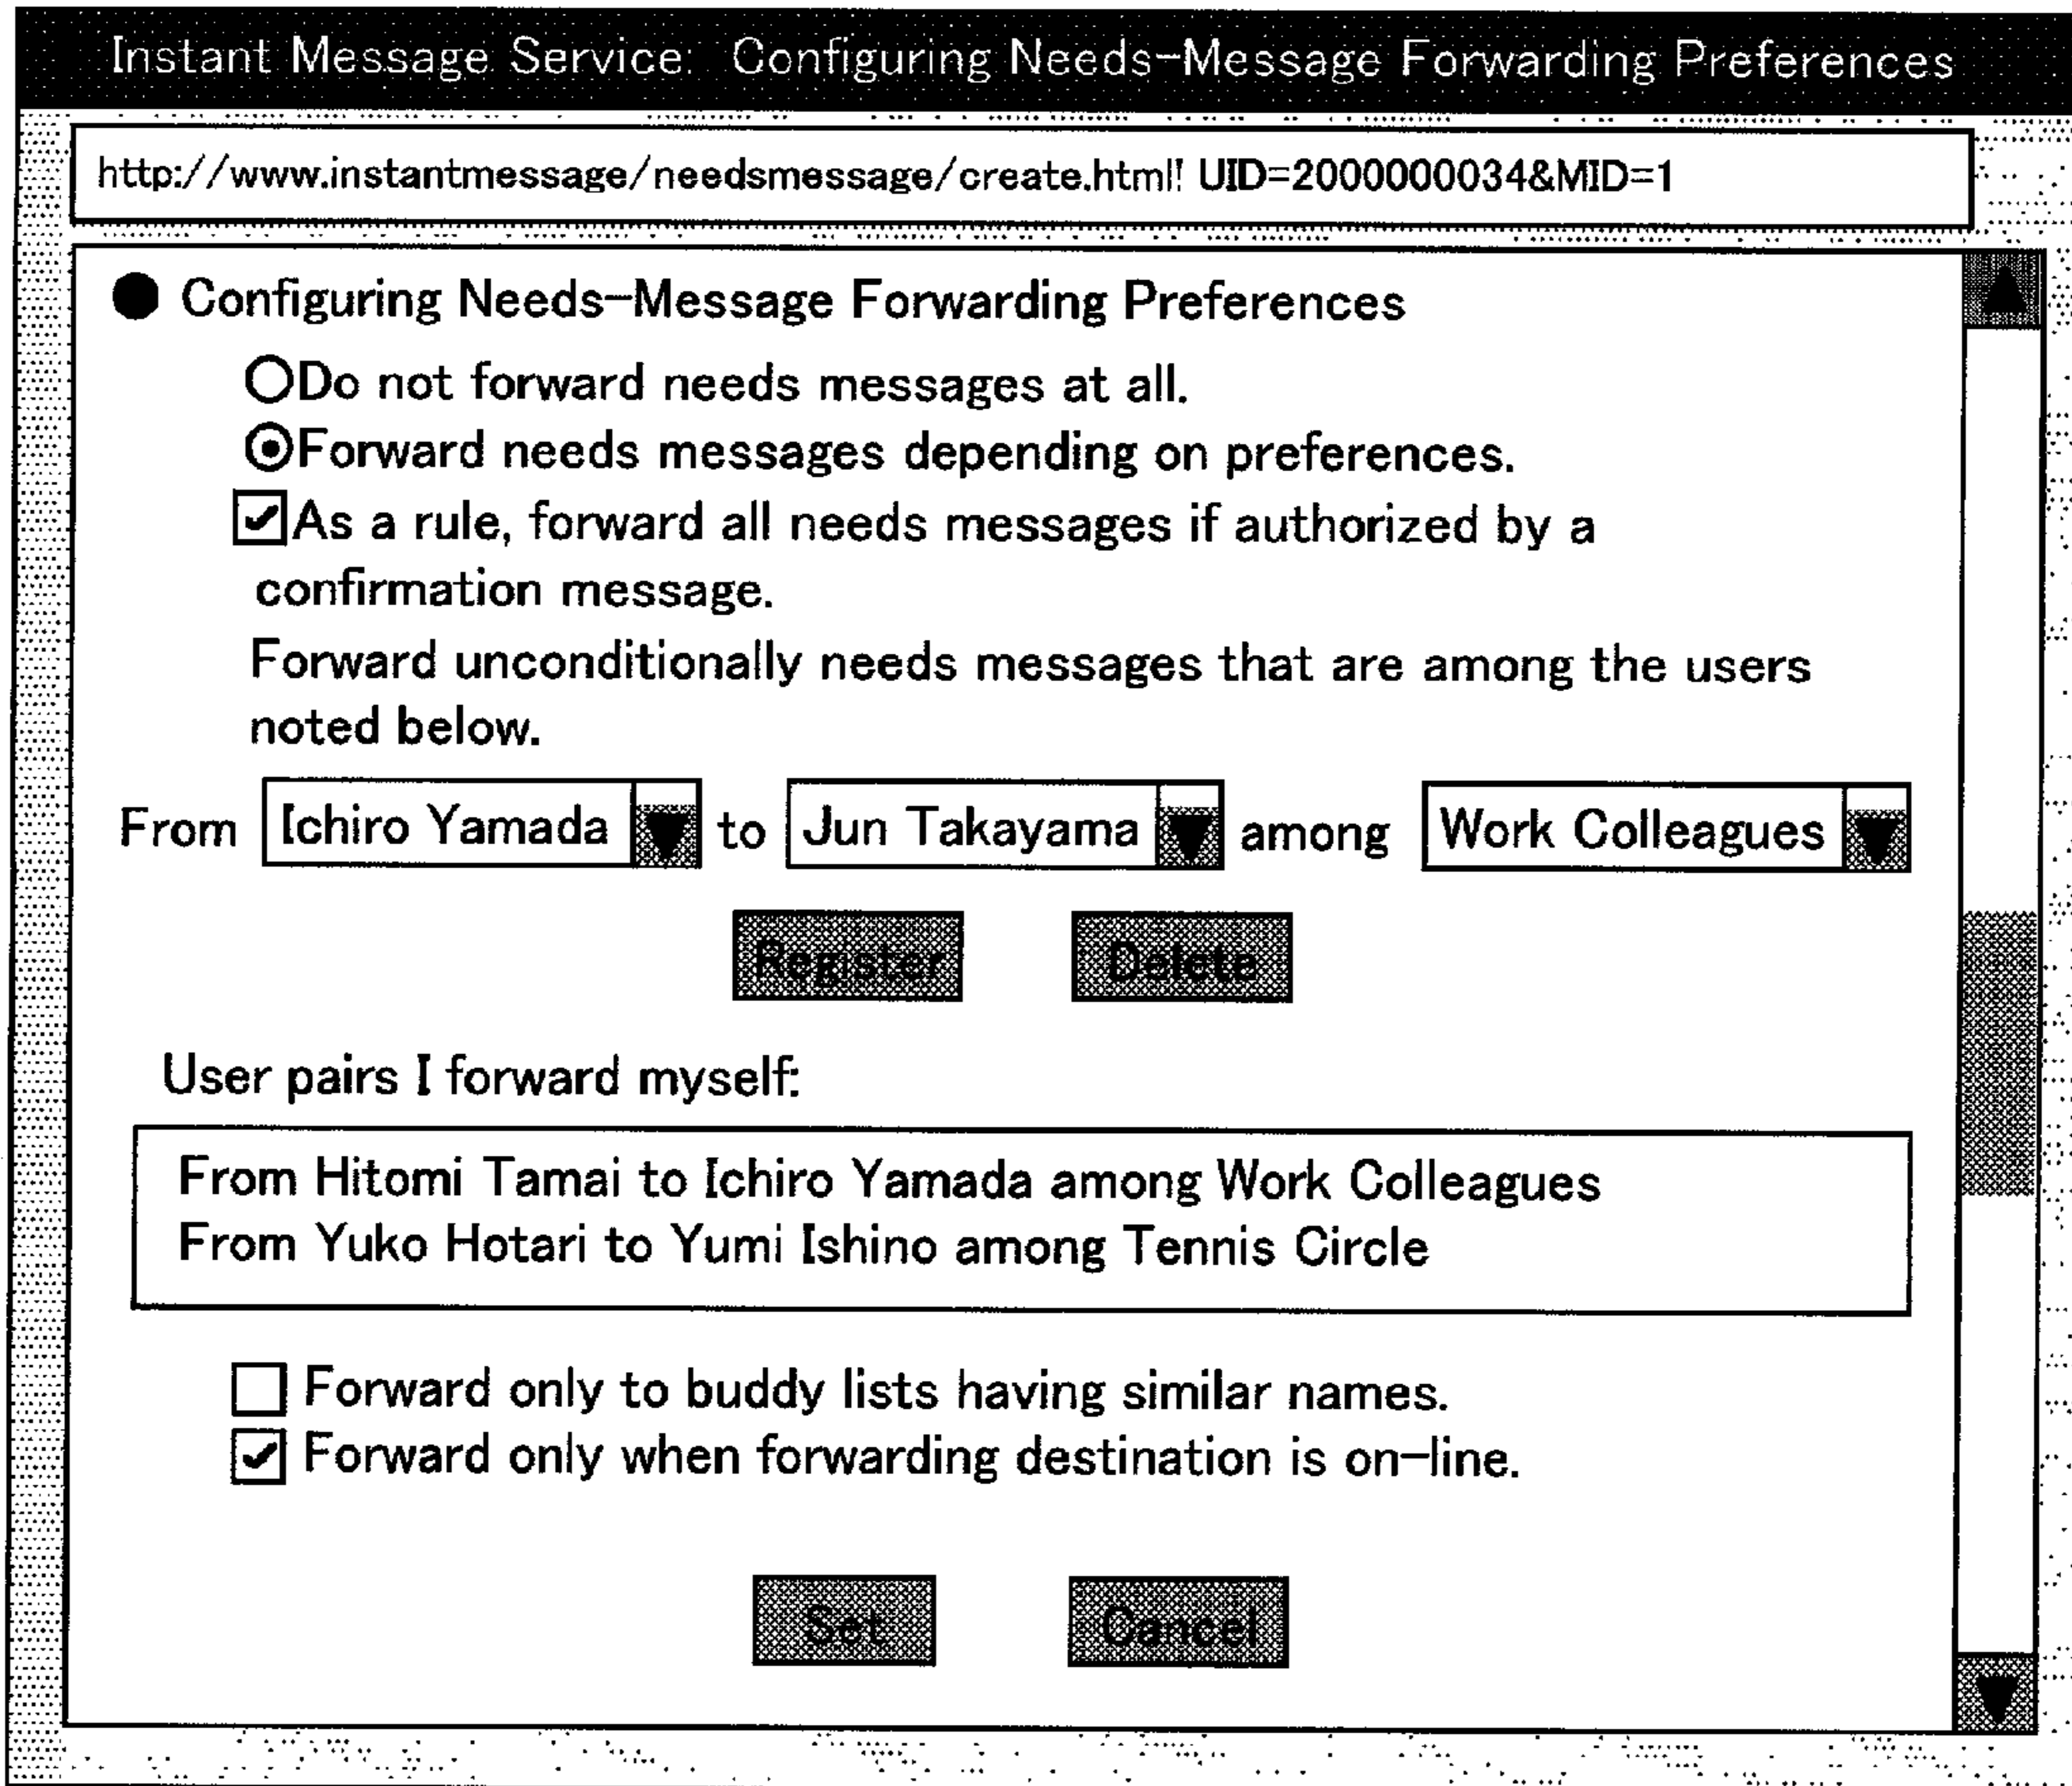 Instant Message Service: Configuring Needs-Message Forwarding Preferences
http://www.instantmessage/needsmessage/create.html! UID=2000000034&MID=1
● Configuring Needs-Message Forwarding Preferences
Do not forward needs messages at all.
Forward needs messages depending on preferences.
As a rule, forward all needs messages if authorized by a
confirmation message.
Forward unconditionally needs messages that are among the users
noted below.
From Ichiro Yamada to Jun Takayama among Work Colleagues
Register Delete
User pairs I forward myself:
From Hitomi Tamai to Ichiro Yamada among Work Colleagues
From Yuko Hotari to Yumi Ishino among Tennis Circle
Forward only to buddy lists having similar names.
Forward only when forwarding destination is on-line.
Set Cancel